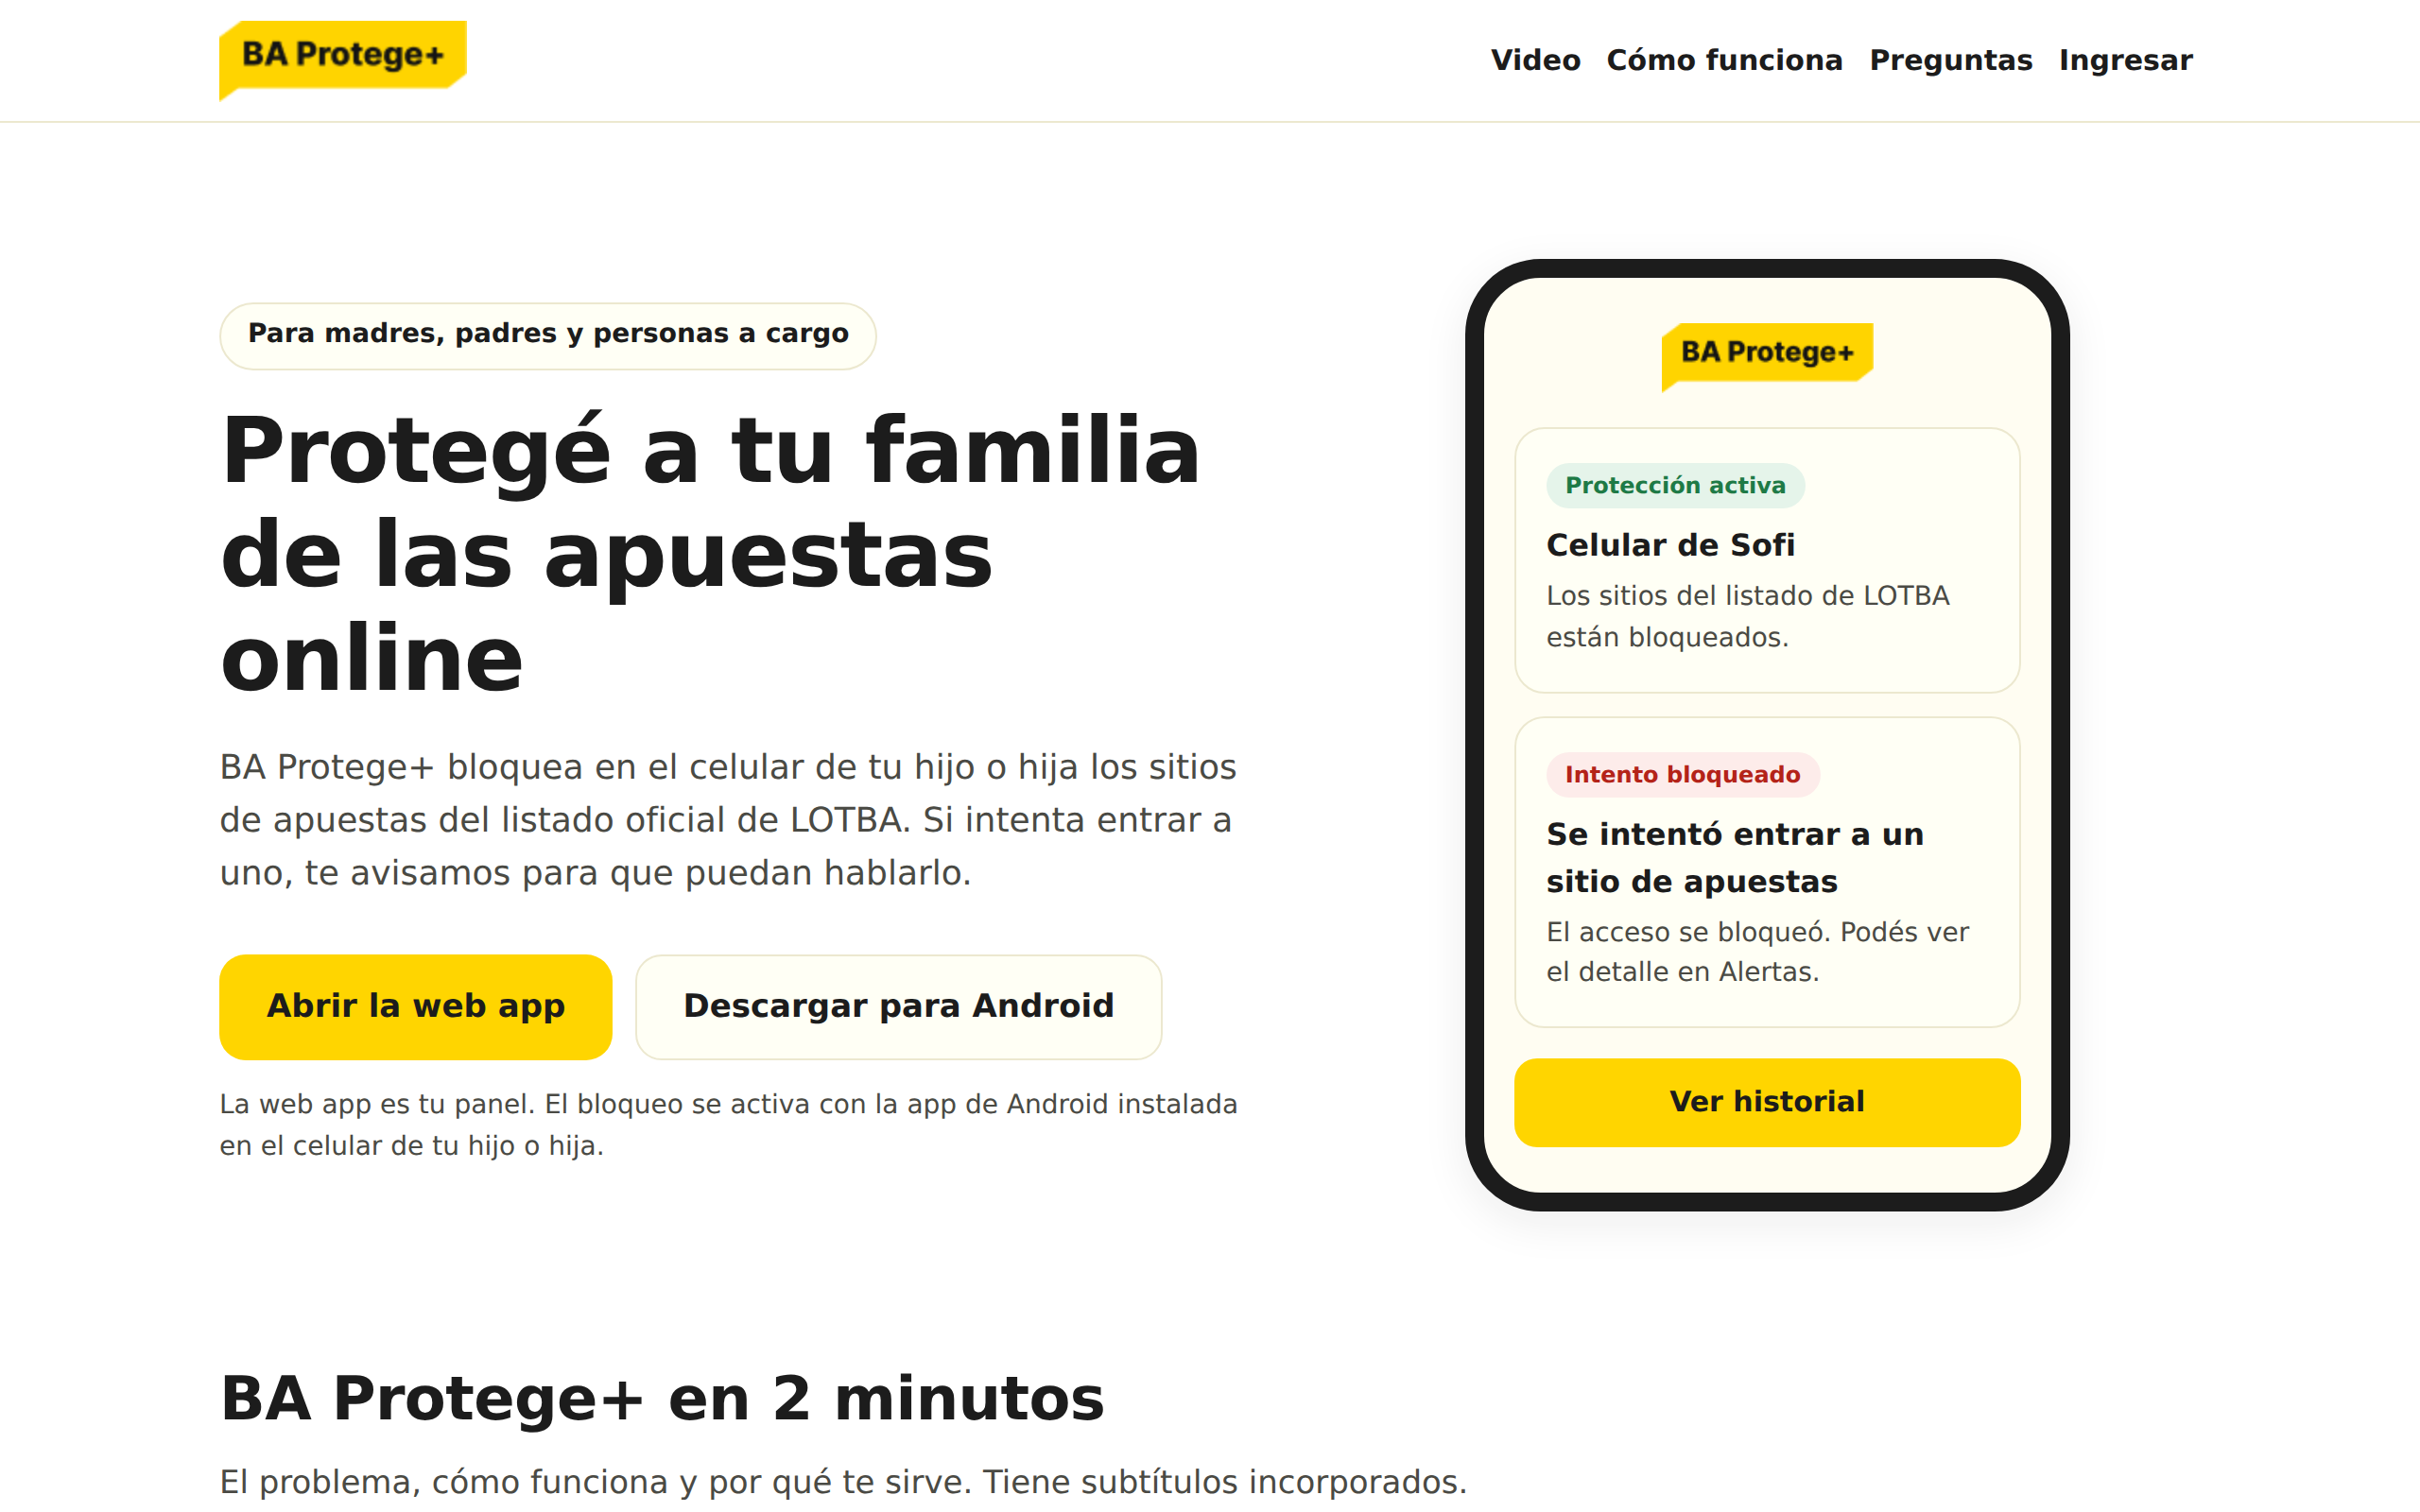 BA Protege+
Video Cómo funciona Preguntas Ingresar
Para madres, padres y personas a cargo
Protegé a tu familia
de las apuestas
online
BA Protege+ bloquea en el celular de tu hijo o hija los sitios
de apuestas del listado oficial de LOTBA. Si intenta entrar a
uno, te avisamos para que puedan hablarlo.
Abrir la web app
Descargar para Android
La web app es tu panel. El bloqueo se activa con la app de Android instalada
en el celular de tu hijo o hija.
BA Protege+
Protección activa
Celular de Sofi
Los sitios del listado de LOTBA
están bloqueados.
Intento bloqueado
Se intentó entrar a un
sitio de apuestas
El acceso se bloqueó. Podés ver
el detalle en Alertas.
Ver historial
BA Protege+ en 2 minutos
El problema, cómo funciona y por qué te sirve. Tiene subtítulos incorporados.